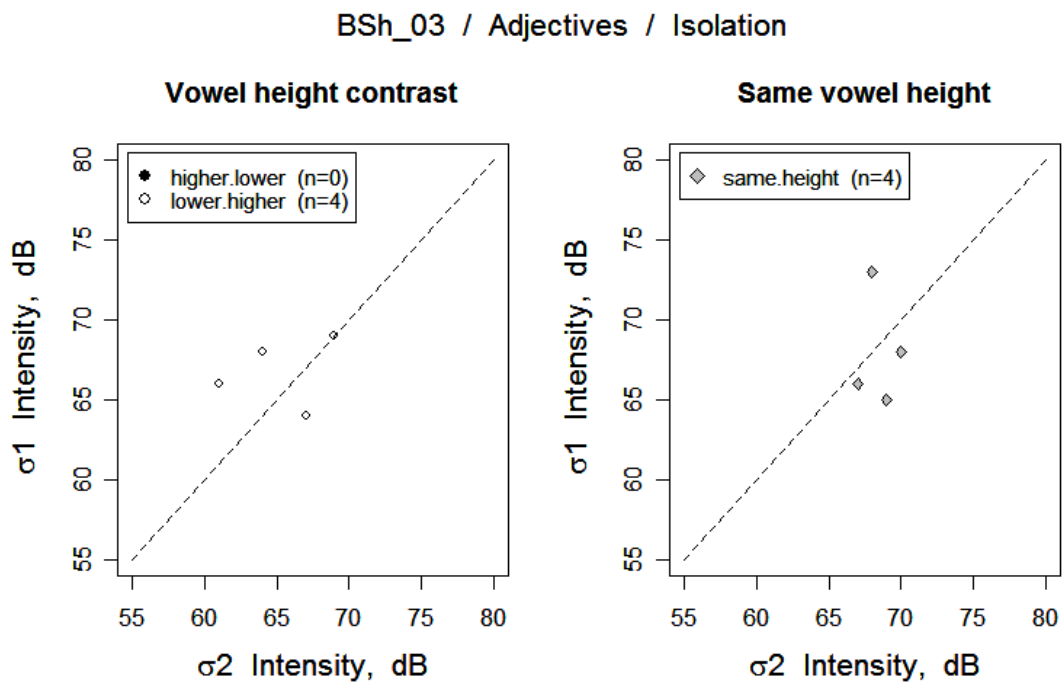 BSh_03 / Adjectives / Isolation
Vowel height contrast
higher.lower (n=0)
lower.higher (n=4)
80
75
70
65
60
55
σ1 Intensity, dB
55 60 65 70 75 80
σ2 Intensity, dB
Same vowel height
same.height (n=4)
80
75
70
65
60
55
σ1 Intensity, dB
55 60 65 70 75 80
σ2 Intensity, dB